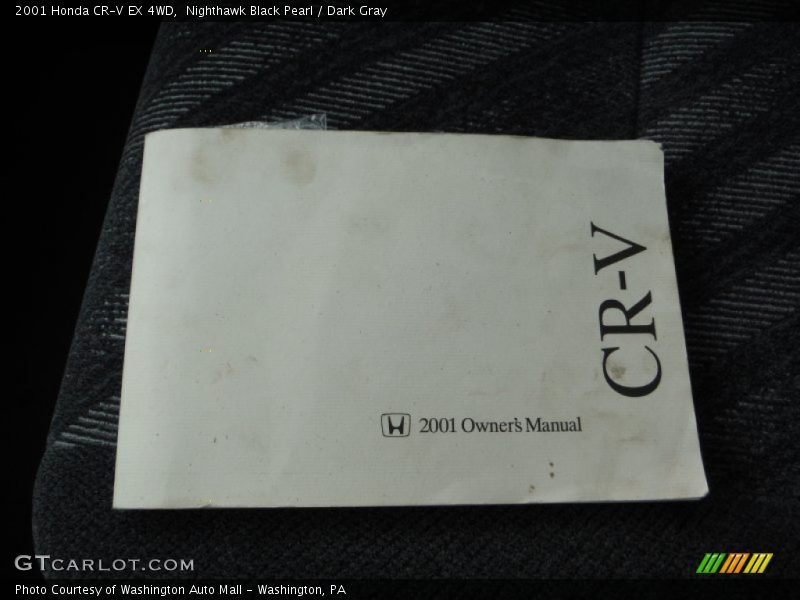 2001 Honda CR-V EX 4WD,  Nighthawk Black Pearl / Dark Gray
CR-V
2001 Owner's Manual
GTCARLOT.COM
Photo Courtesy of Washington Auto Mall - Washington, PA